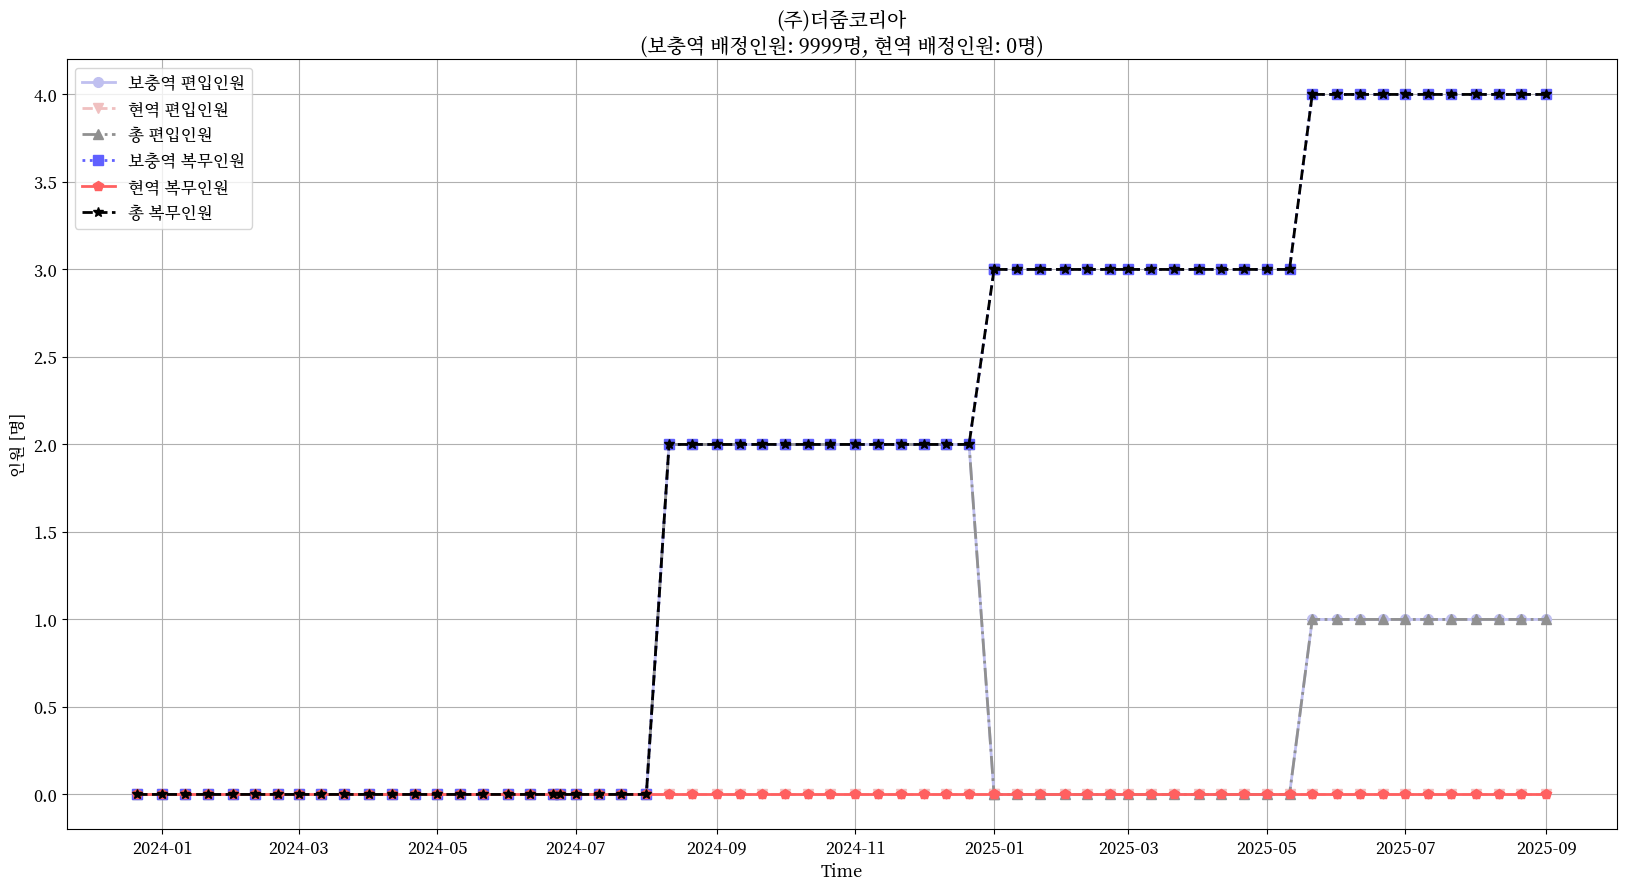 (주)더줌코리아
(보충역 배정인원: 9999명, 현역 배정인원: 0명)
보충역 편입인원
현역 편입인원
총 편입인원
보충역 복무인원
현역 복무인원
총 복무인원
4.0
3.5
3.0
2.5
2.0
1.5
1.0
0.5
0.0
인원 [명]
2024-01
2024-03
2024-05
2024-07
2024-09
2024-11
2025-01
2025-03
2025-05
2025-07
2025-09
Time